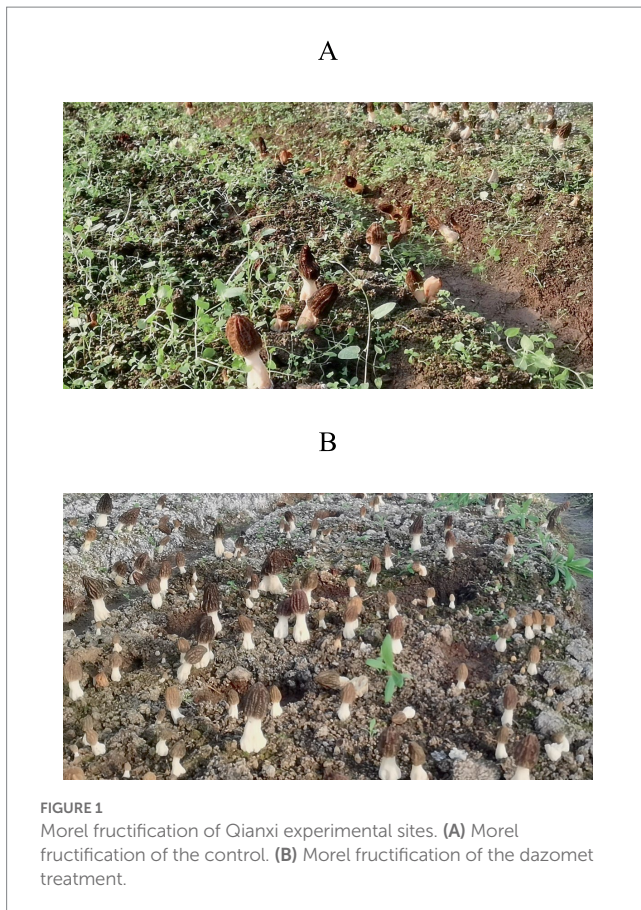 A
B
FIGURE 1
Morel fructification of Qianxi experimental sites. (A) Morel
fructification of the control. (B) Morel fructification of the dazomet
treatment.